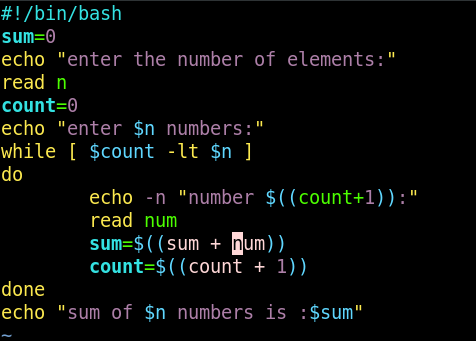 #!/bin/bash
sum=0
echo "enter the number of elements:"
read n
count=0
echo "enter $n numbers:"
while [ $count -lt $n ]
do
        echo -n "number $((count+1)):"
        read num
        sum=$((sum + num))
        count=$((count + 1))
done
echo "sum of $n numbers is :$sum"
~